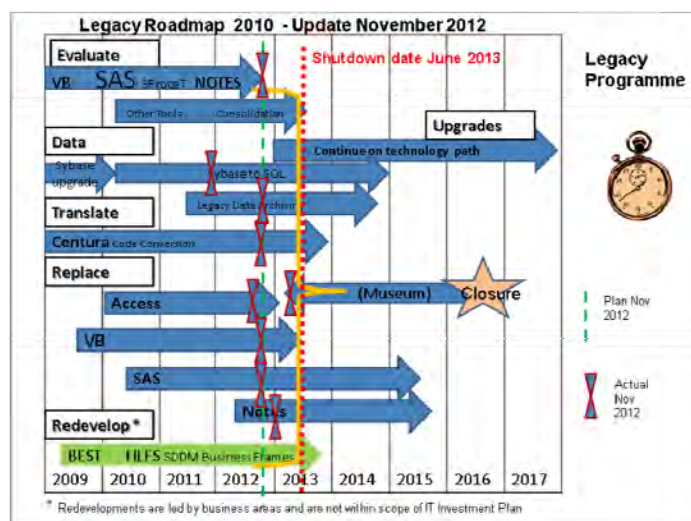 Legacy Roadmap 2010 - Update November 2012
Evaluate
Shutdown date June 2013
Legacy Programme
VB SAS NOTES
Other Tools Consolidation
Upgrades
Data
Continue on technology path
Sybase upgrade
to SQL
Legacy Data
Translate
Centura Code Conversion
Replace
Access
(Museum)
Closure
Plan Nov 2012
VB
SAS
Actual Nov 2012
Notes
Redevelop *
BEST SDDM Business Frames
2009 2010 2011 2012 2013 2014 2015 2016 2017
* Redevelopments are led by business areas and are not within scope of IT Investment Plan